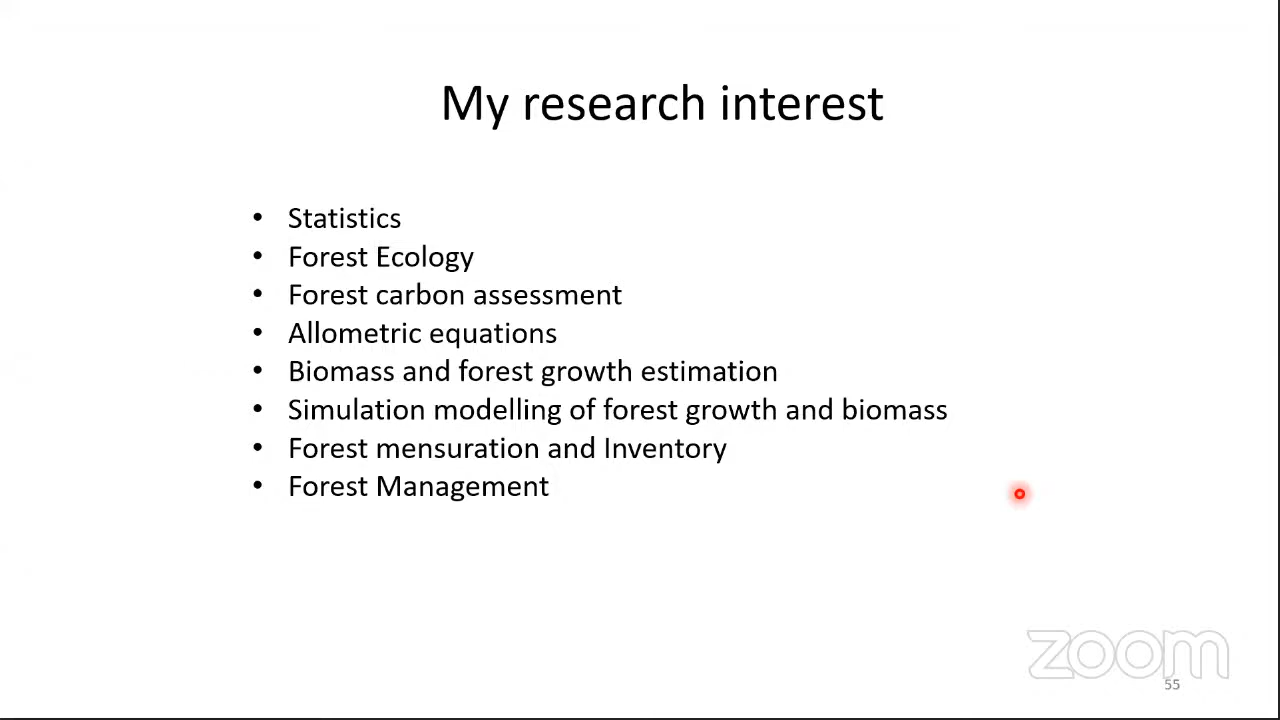 My research interest
• Statistics
• Forest Ecology
• Forest carbon assessment
• Allometric equations
• Biomass and forest growth estimation
• Simulation modelling of forest growth and biomass
• Forest mensuration and Inventory
• Forest Management
zoom
55